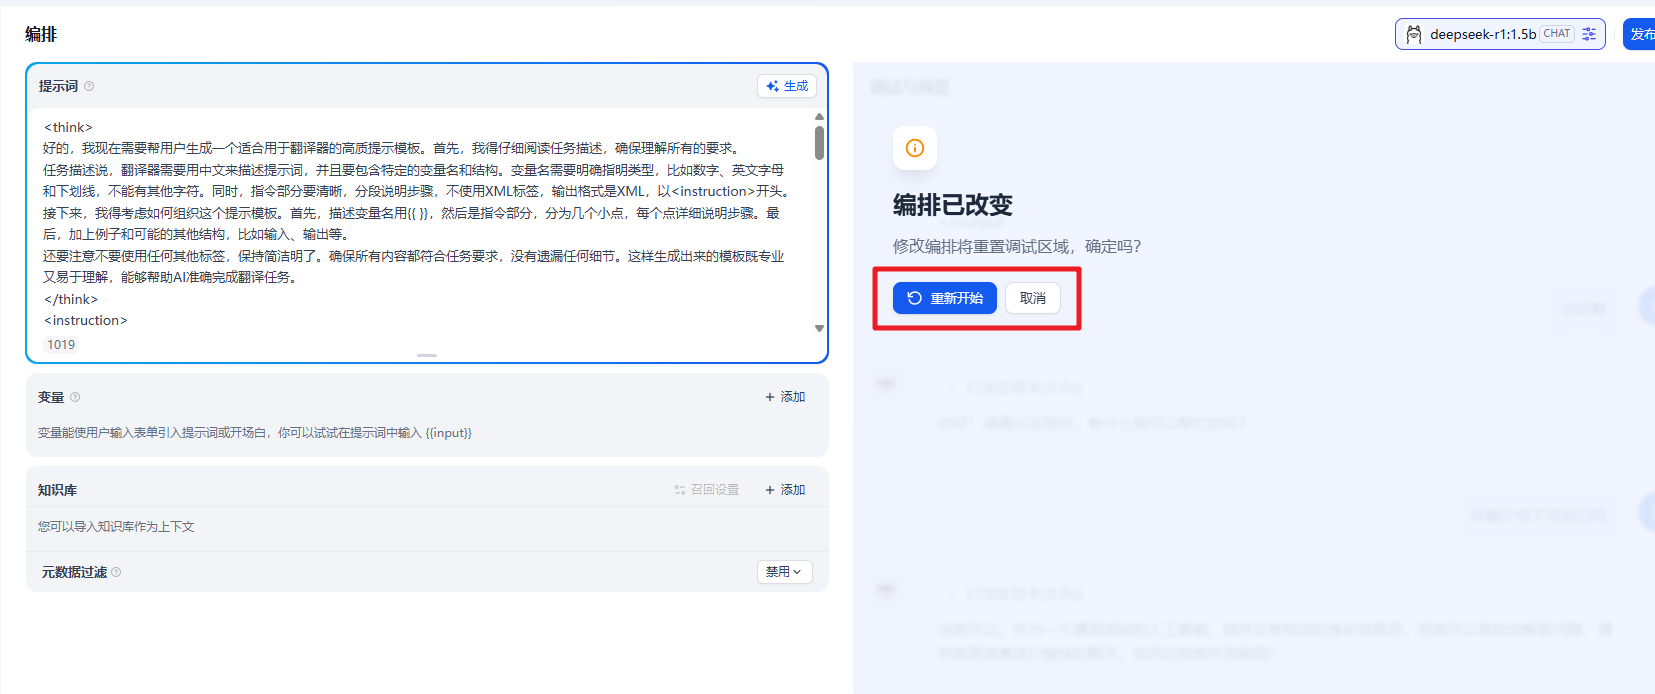 编排
deepseek-r1:1.5b CHAT
发布
提示词
生成
<think>
好的，我现在需要帮用户生成一个适合用于翻译器的高质提示模板。首先，我得仔细阅读任务描述，确保理解所有的要求。
任务描述说，翻译器需要用中文来描述提示词，并且要包含特定的变量名和结构。变量名需要明确指明类型，比如数字、英文字母
和下划线，不能有其他字符。同时，指令部分要清晰，分段说明步骤，不使用XML标签，输出格式是XML，以<instruction>开头。
接下来，我得考虑如何组织这个提示模板。首先，描述变量名用{{ }}，然后是指令部分，分为几个小点，每个点详细说明步骤。最
后，加上例子和可能的其他结构，比如输入、输出等。
还要注意不要使用任何其他标签，保持简洁明了。确保所有内容都符合任务要求，没有遗漏任何细节。这样生成出来的模板既专业
又易于理解，能够帮助AI准确完成翻译任务。
</think>
<instruction>
1019
变量
添加
变量能使用户输入表单引入提示词或开场白，你可以试试在提示词中输入 {{input}}
知识库
召回设置
添加
您可以导入知识库作为上下文
元数据过滤
禁用
编排已改变
修改编排将重置调试区域，确定吗？
重新开始
取消